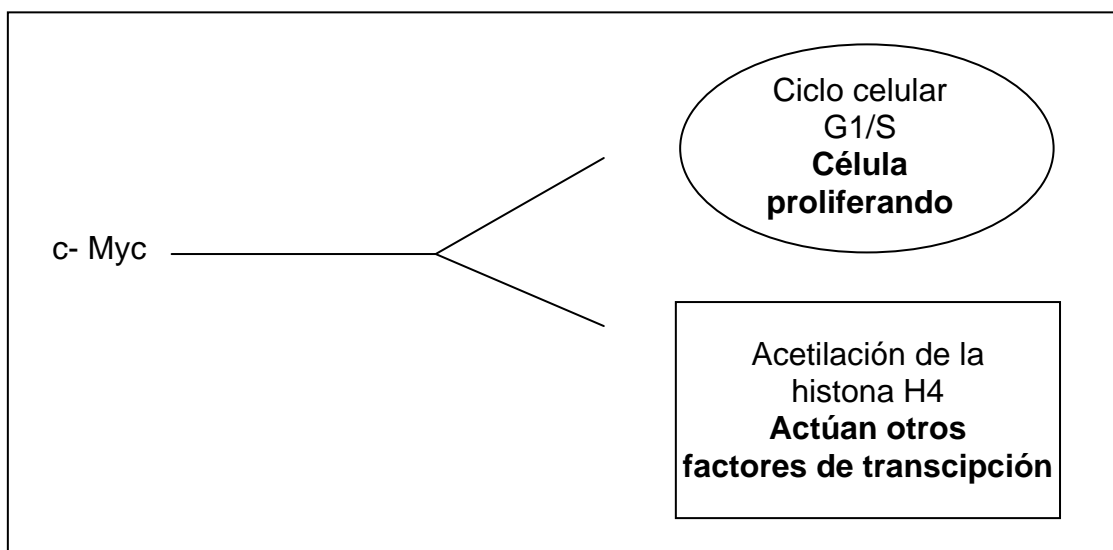 Ciclo celular
G1/S
Célula
proliferando
c- Myc
Acetilación de la
histona H4
Actúan otros
factores de transcipción